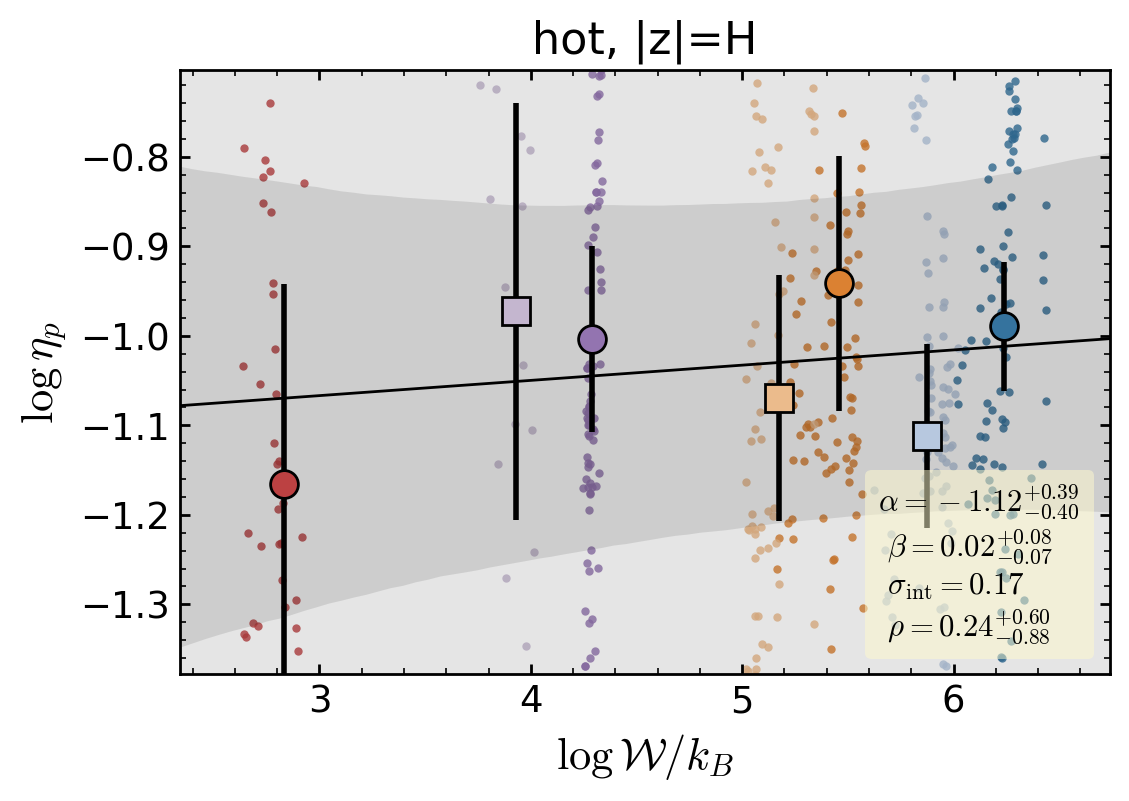 hot, |z|=H
−0.8
−0.9
−1.0
−1.1
−1.2
−1.3
log η_p
α = −1.12^{+0.39}_{−0.40}
β = 0.02^{+0.08}_{−0.07}
σ_int = 0.17
ρ = 0.24^{+0.60}_{−0.88}
3 4 5 6
log 𝒲/k_B